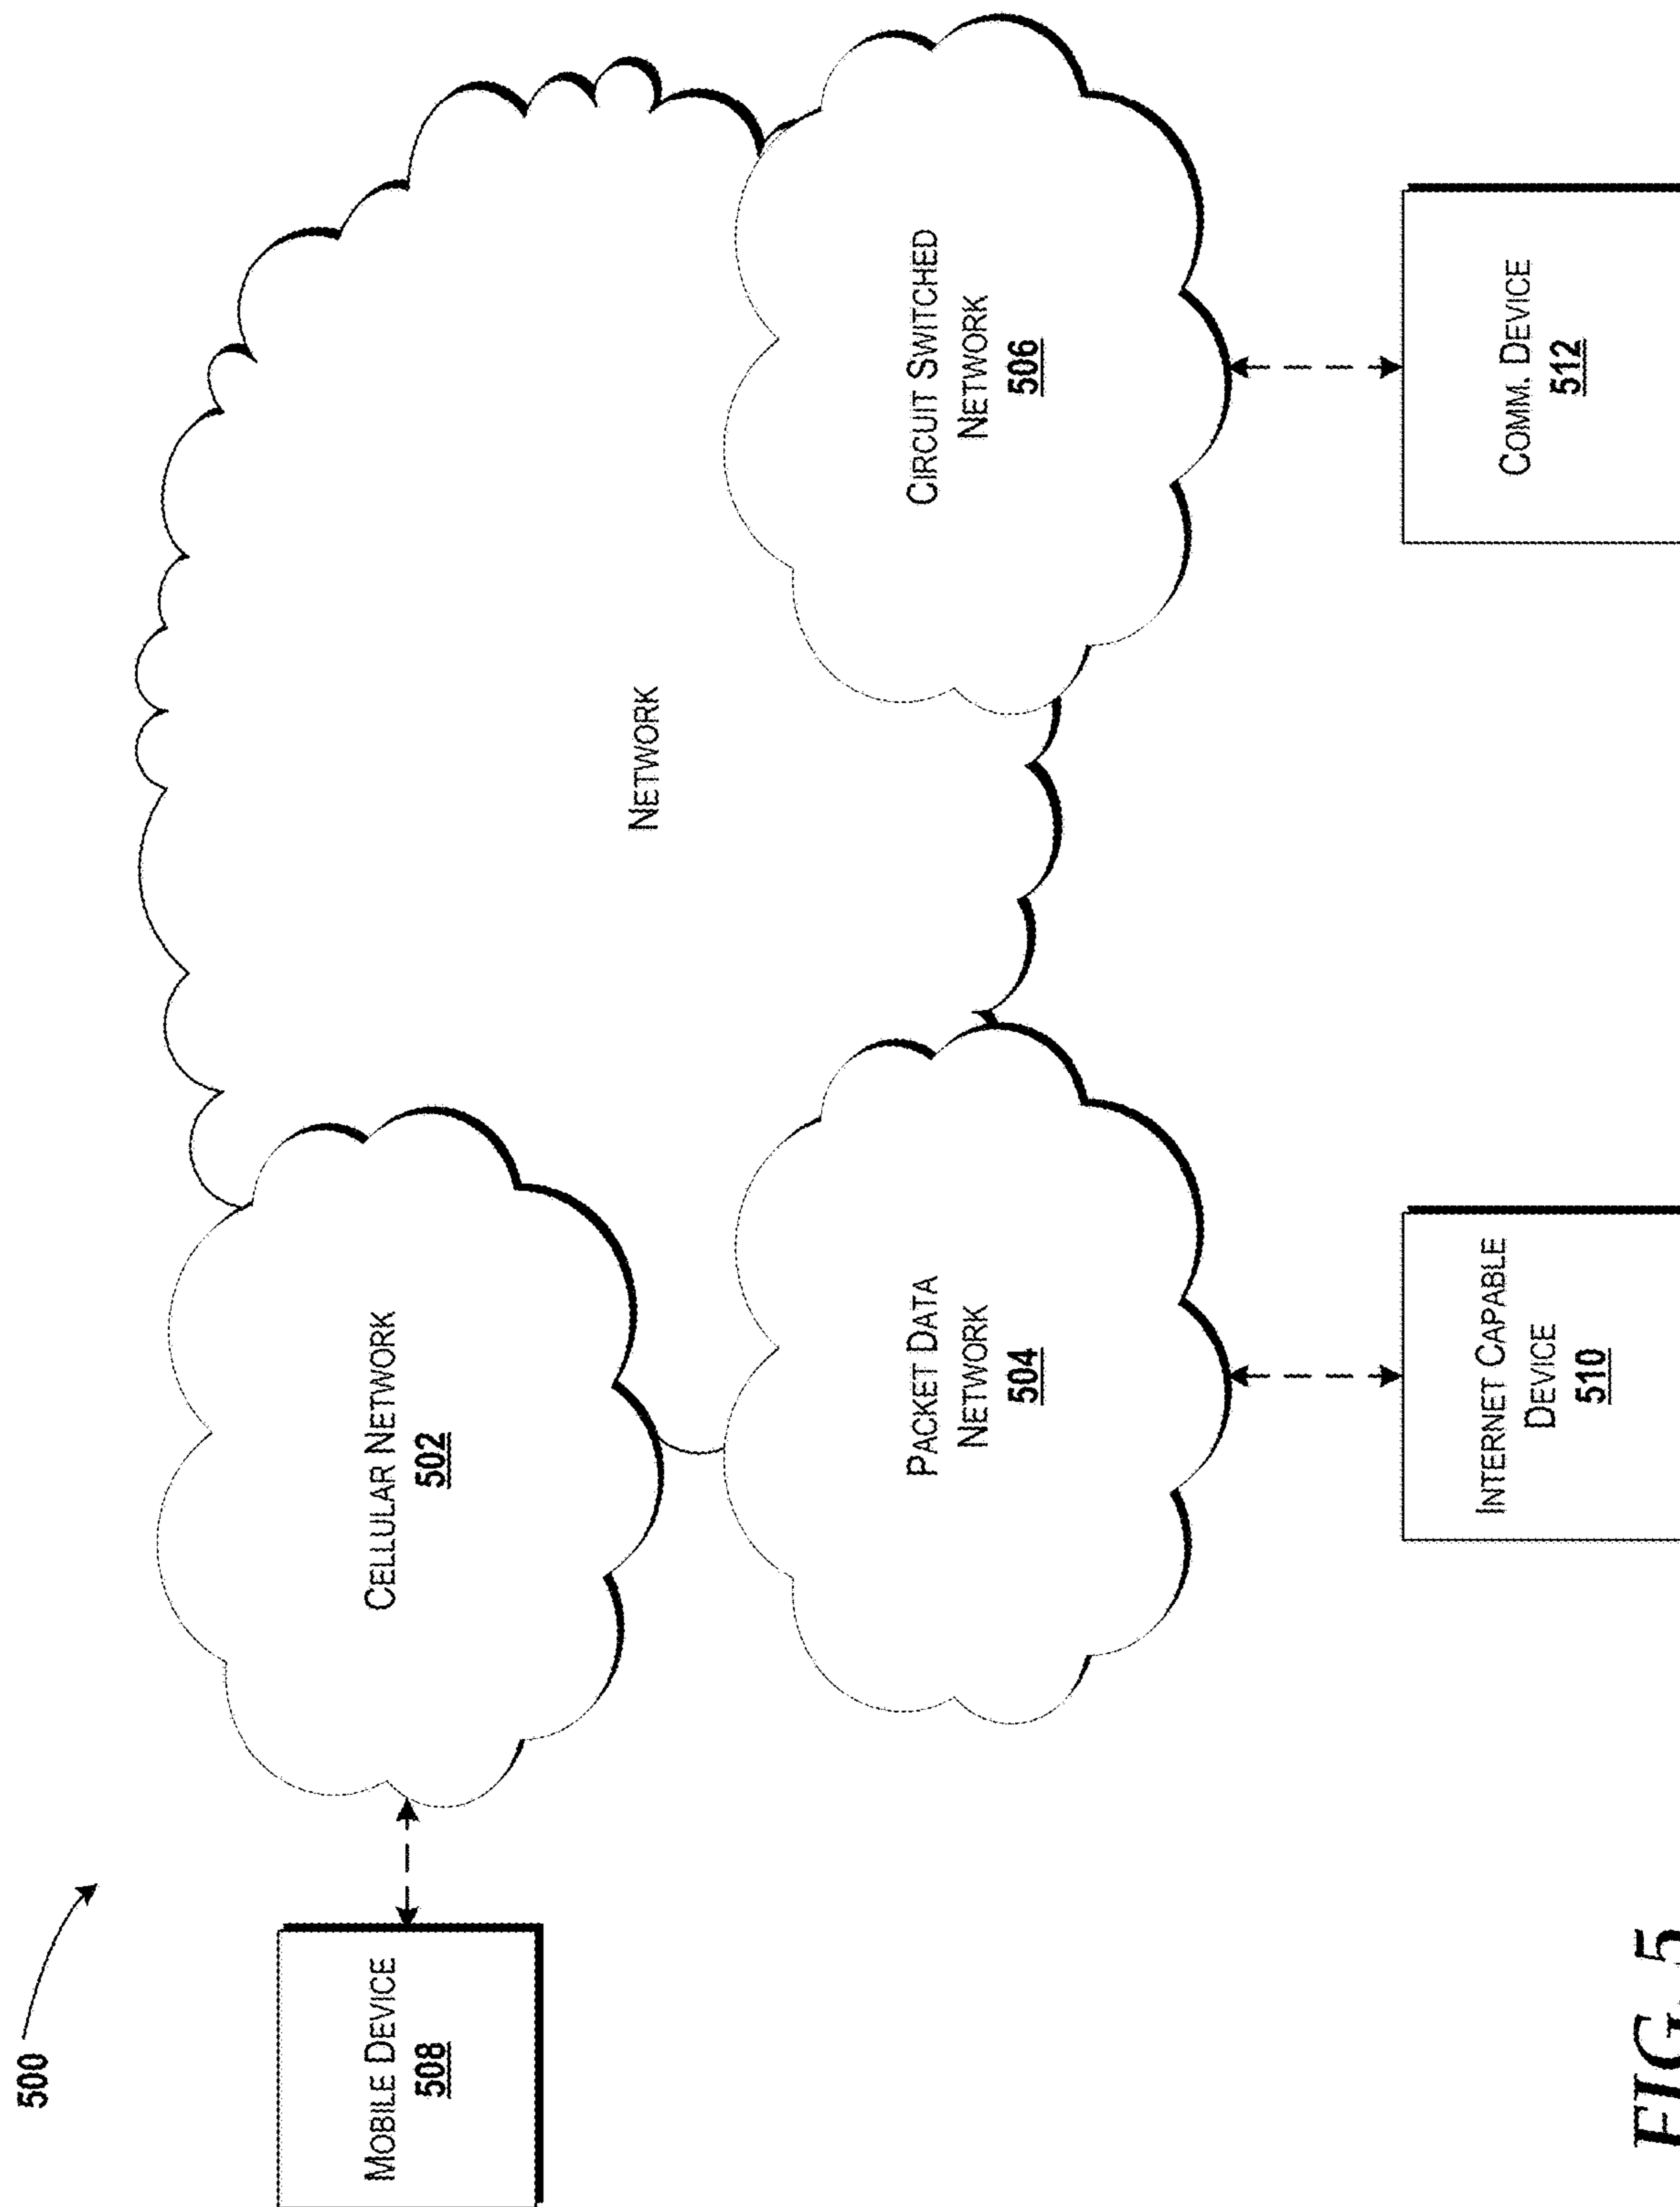 500
NETWORK
CELLULAR NETWORK
502
MOBILE DEVICE
508
PACKET DATA
NETWORK
504
CIRCUIT SWITCHED
NETWORK
506
INTERNET CAPABLE
DEVICE
510
COMM. DEVICE
512
FIG. 5